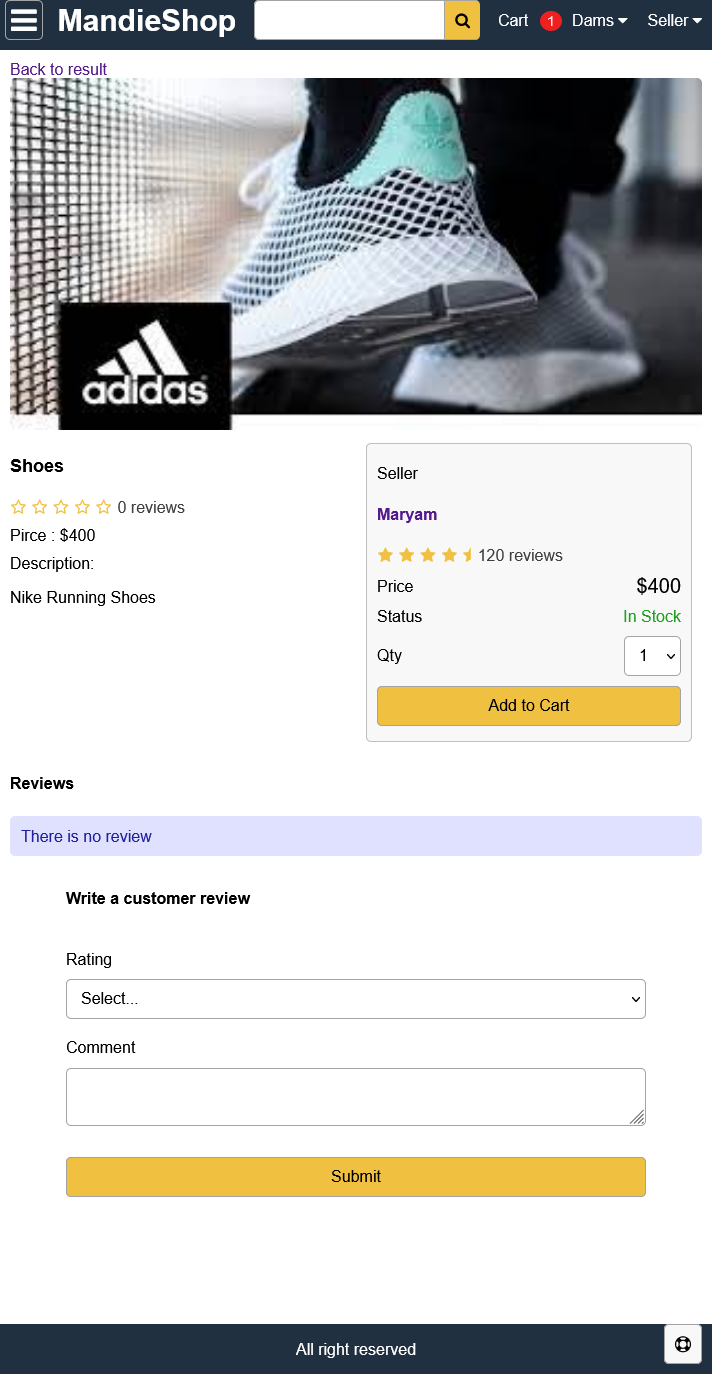 MandieShop
Cart 1 Dams Seller
Back to result
adidas
Shoes
0 reviews
Pirce : $400
Description:
Nike Running Shoes
Seller
Maryam
120 reviews
Price $400
Status In Stock
Qty 1
Add to Cart
Reviews
There is no review
Write a customer review
Rating
Select...
Comment
Submit
All right reserved